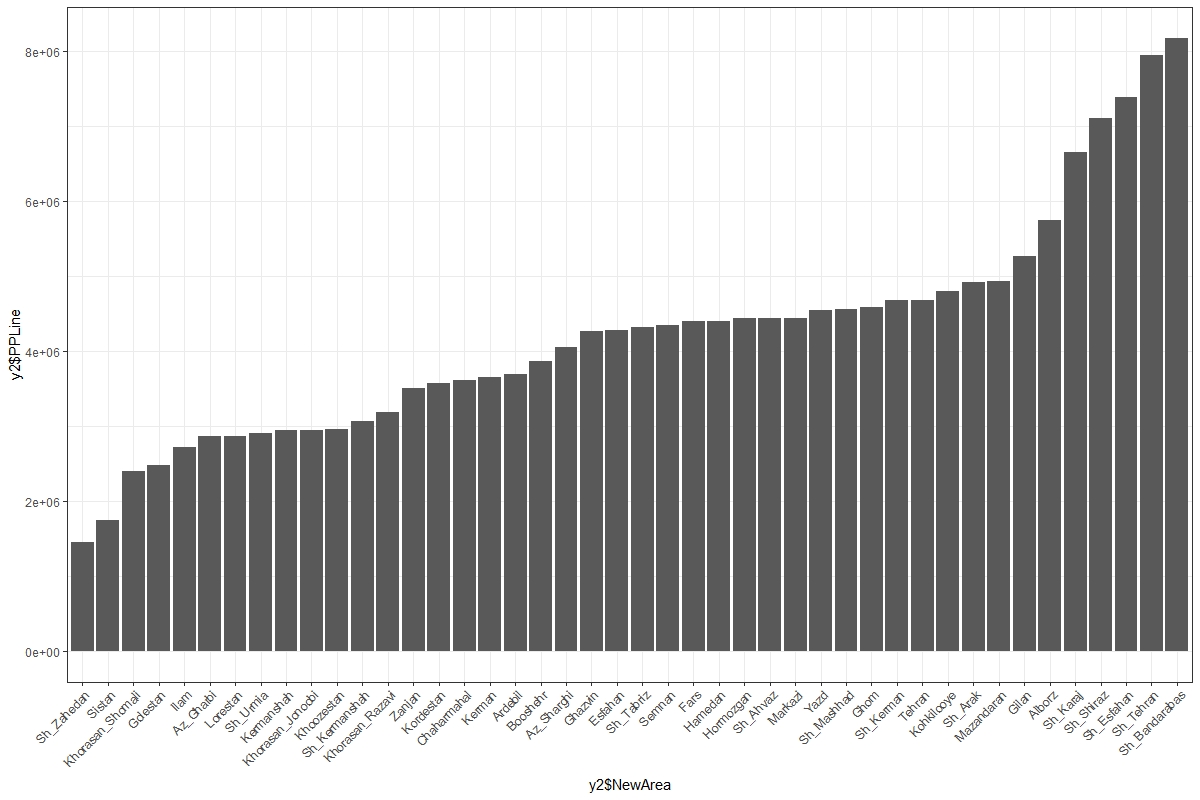 y2$PPLine
8e+06
6e+06
4e+06
2e+06
0e+00
Sh_Zahedan
Sistan
Khorasan_Shomali
Golestan
Ilam
Az_Gharbi
Lorestan
Sh_Urmia
Kermanshah
Khorasan_Jonoobi
Khoozestan
Sh_Kermanshah
Khorasan_Razavi
Zanjan
Kordestan
Chaharmahal
Kerman
Ardebil
Booshehr
Az_Sharghi
Ghazvin
Esfahan
Sh_Tabriz
Semnan
Fars
Hamedan
Hormozgan
Sh_Ahvaz
Markazi
Yazd
Sh_Mashhad
Ghom
Sh_Kerman
Tehran
Kohkilooye
Sh_Arak
Mazandaran
Gilan
Alborz
Sh_Karaj
Sh_Shiraz
Sh_Esfahan
Sh_Tehran
Sh_Bandarabas
y2$NewArea